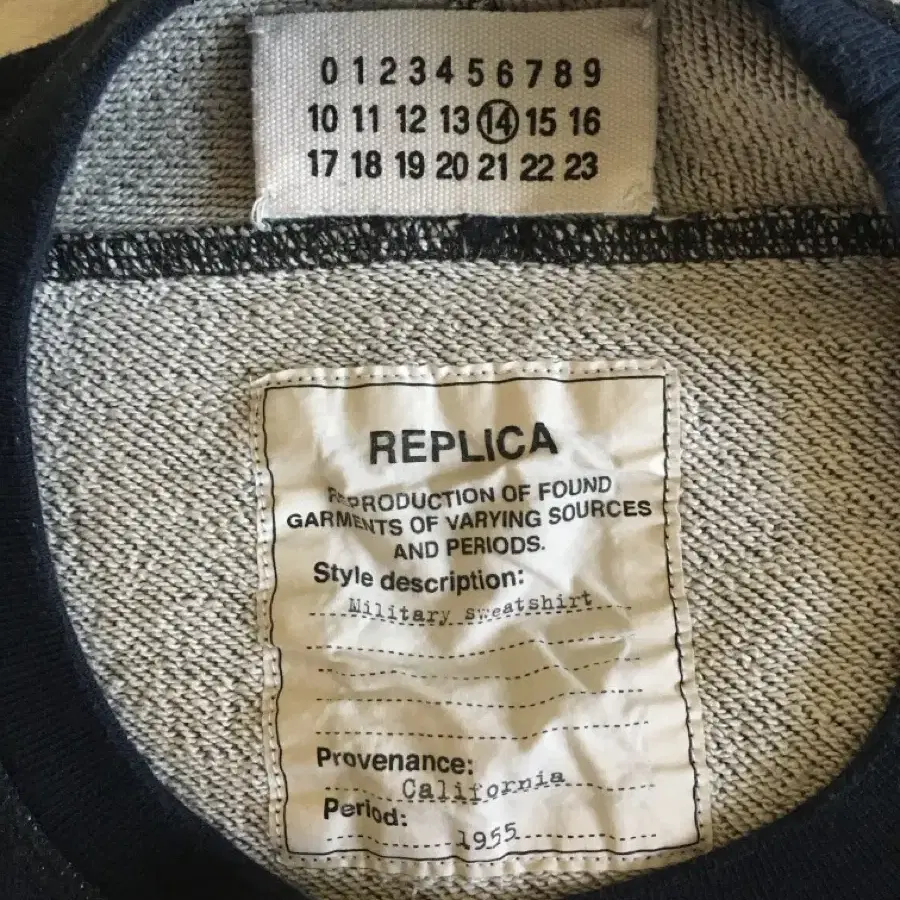 0 1 2 3 4 5 6 7 8 9
10 11 12 13 14 15 16
17 18 19 20 21 22 23
REPLICA
REPRODUCTION OF FOUND
GARMENTS OF VARYING SOURCES
AND PERIODS.
Style description:
Military sweatshirt
Provenance:
California
Period:
1955